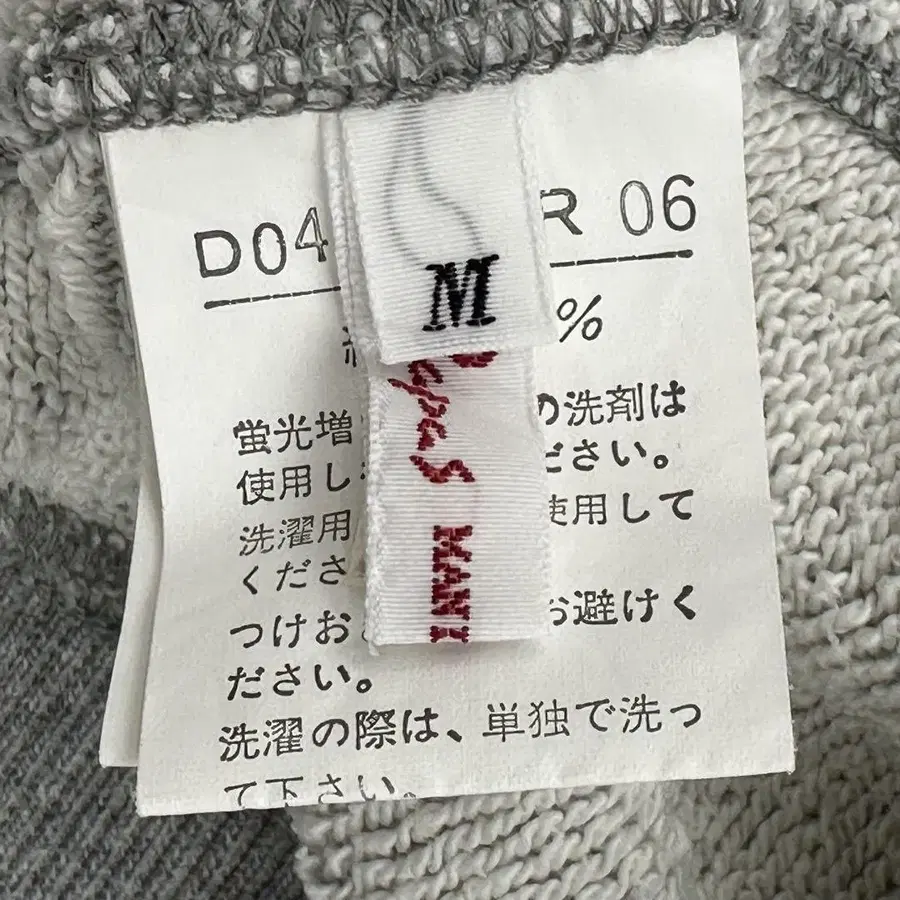 D04 R 06
M
%
蛍光増 の洗剤は
使用し ださい。
洗濯用 使用して
くださ
つけお お避けく
ださい。
洗濯の際は、単独で洗っ
て下さい。